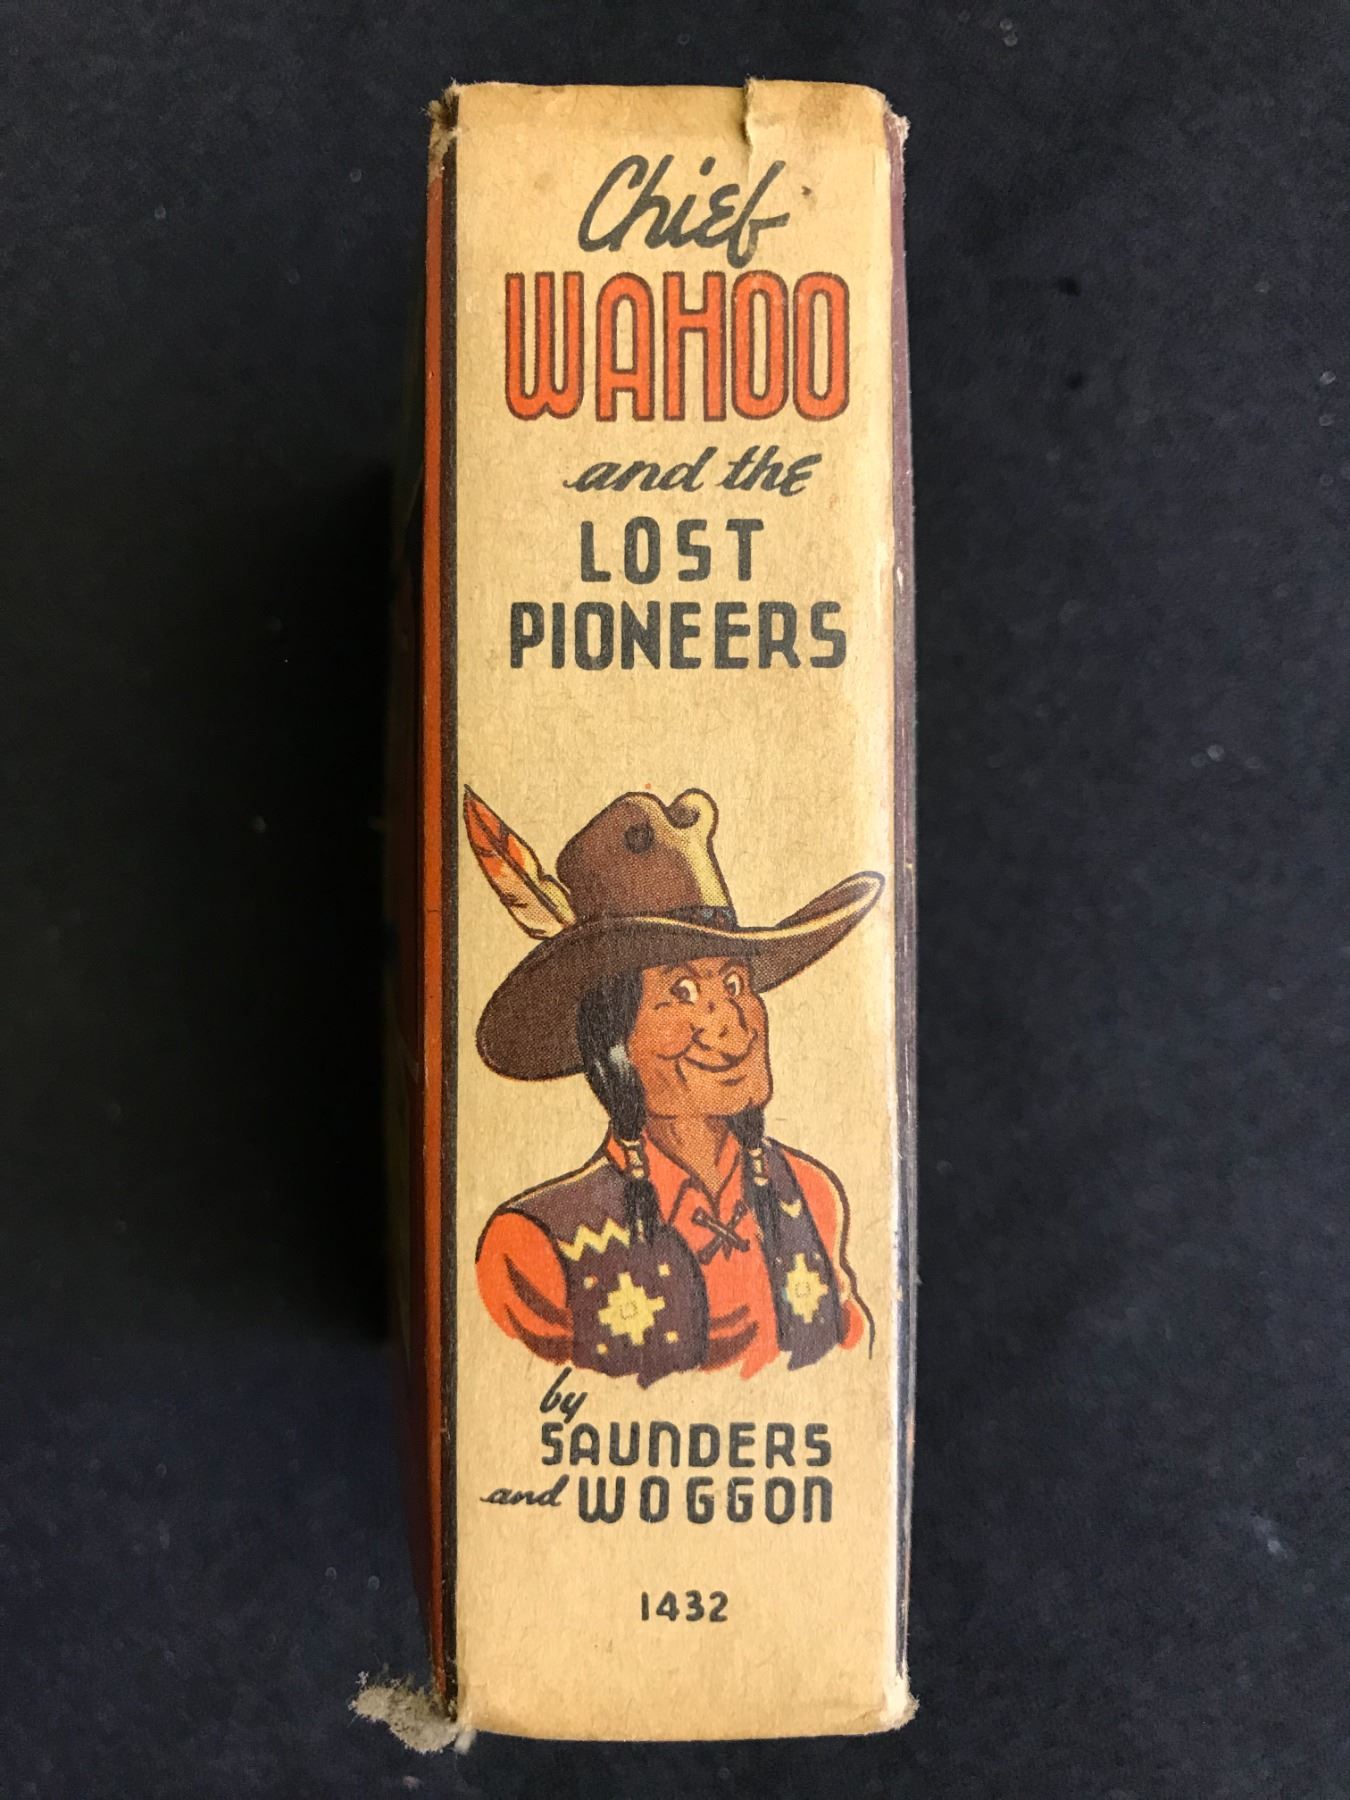 Chief
WAHOO
and the
LOST
PIONEERS
by
SAUNDERS
and WOGGON
1432